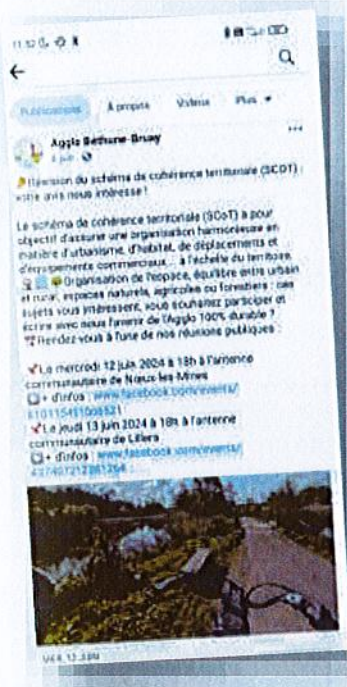 11:52
Publications À propos Vidéos Plus
Agglo Béthune-Bruay
Révision du schéma de cohérence territoriale (SCOT) :
votre avis nous intéresse !
Le schéma de cohérence territoriale (SCoT) a pour
objectif d'assurer une organisation harmonieuse en
matière d'urbanisme, d'habitat, de déplacements et
d'équipements commerciaux ... à l'échelle du territoire.
Organisation de l'espace, équilibre entre urbain
et rural, espaces naturels, agricoles ou forestiers : ces
sujets vous intéressent, vous souhaitez participer et
écrire avec nous l'avenir de l'Agglo 100% durable ?
Rendez-vous à l'une de nos réunions publiques :
Le mercredi 12 juin 2024 à 18h à l'antenne
communautaire de Nœux-les-Mines
+ d'infos : www.facebook.com/events/
Le jeudi 13 juin 2024 à 18h à l'antenne
communautaire de Lillers
+ d'infos : www.facebook.com/events/